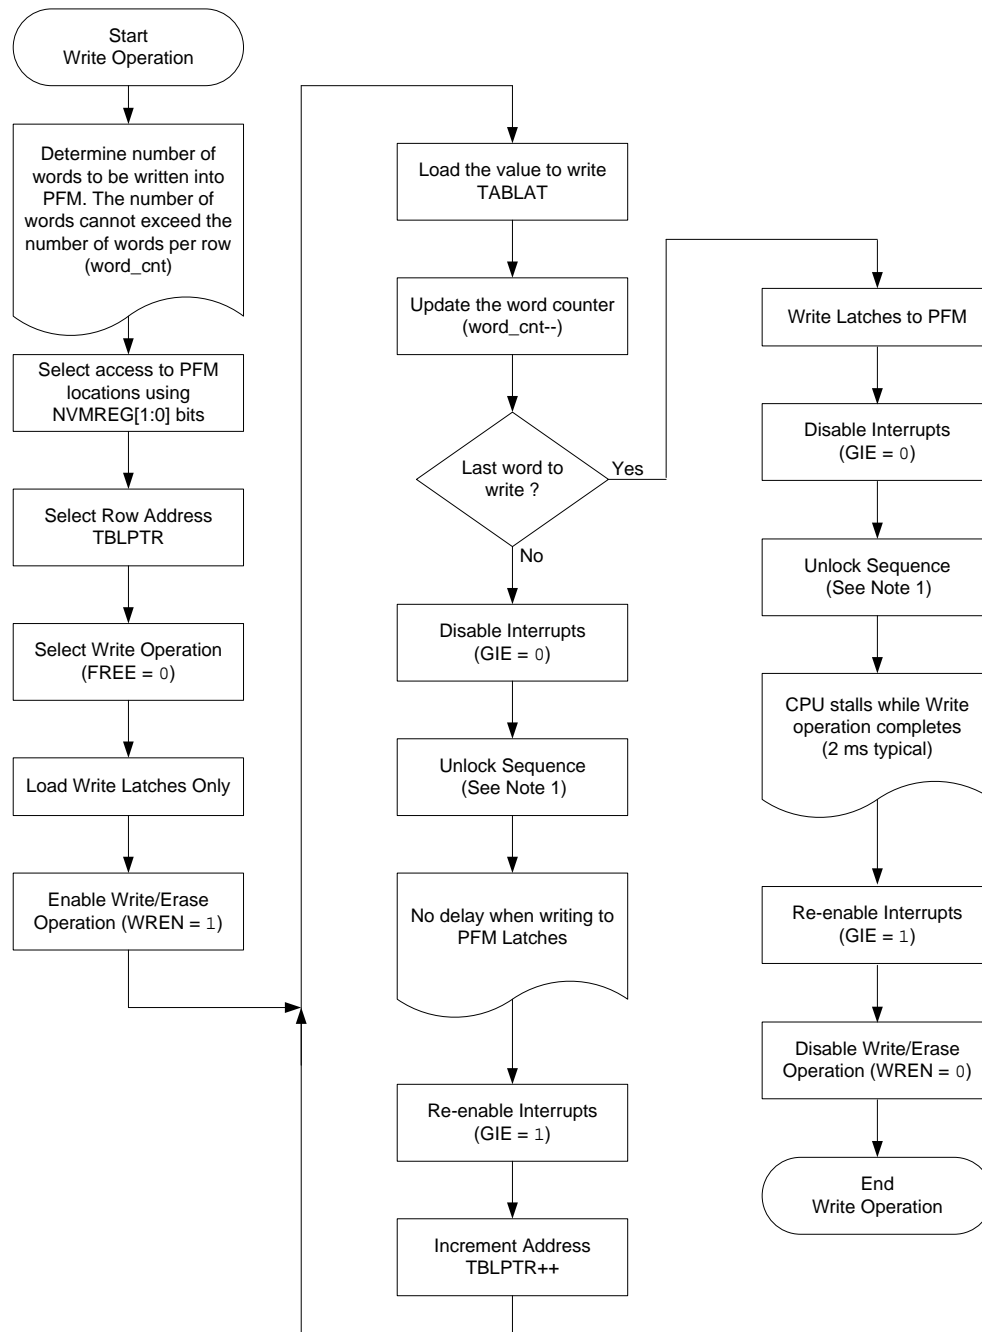 Start
Write Operation
Determine number of
words to be written into
PFM. The number of
words cannot exceed the
number of words per row
(word_cnt)
Select access to PFM
locations using
NVMREG[1:0] bits
Select Row Address
TBLPTR
Select Write Operation
(FREE = 0)
Load Write Latches Only
Enable Write/Erase
Operation (WREN = 1)
Load the value to write
TABLAT
Update the word counter
(word_cnt--)
Last word to
write ?
Yes
No
Disable Interrupts
(GIE = 0)
Unlock Sequence
(See Note 1)
No delay when writing to
PFM Latches
Re-enable Interrupts
(GIE = 1)
Increment Address
TBLPTR++
Write Latches to PFM
Disable Interrupts
(GIE = 0)
Unlock Sequence
(See Note 1)
CPU stalls while Write
operation completes
(2 ms typical)
Re-enable Interrupts
(GIE = 1)
Disable Write/Erase
Operation (WREN = 0)
End
Write Operation